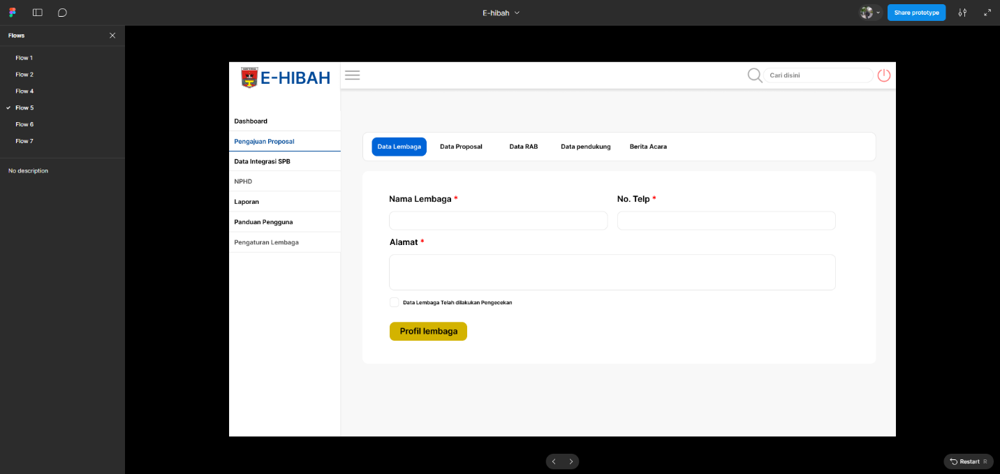 E-hibah
Share prototype
Flows
Flow 1
Flow 2
Flow 4
Flow 5
Flow 6
Flow 7
No description
E-HIBAH
Cari disini
Dashboard
Pengajuan Proposal
Data Integrasi SPB
NPHD
Laporan
Panduan Pengguna
Pengaturan Lembaga
Data Lembaga Data Proposal Data RAB Data pendukung Berita Acara
Nama Lembaga * No. Telp *
Alamat *
Data Lembaga Telah dilakukan Pengecekan
Profil lembaga
Restart R